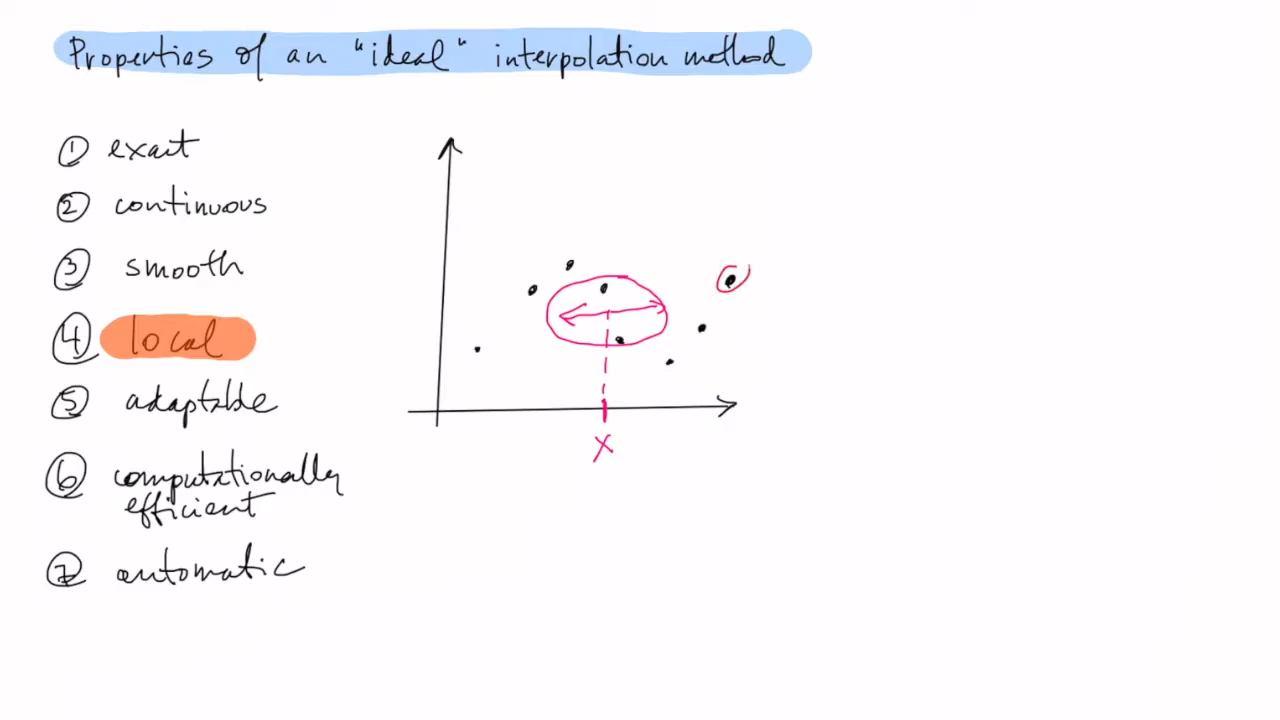 Properties of an "ideal" interpolation method
① exact
② continuous
③ smooth
④ local
⑤ adaptable
⑥ computationally
efficient
⑦ automatic
X